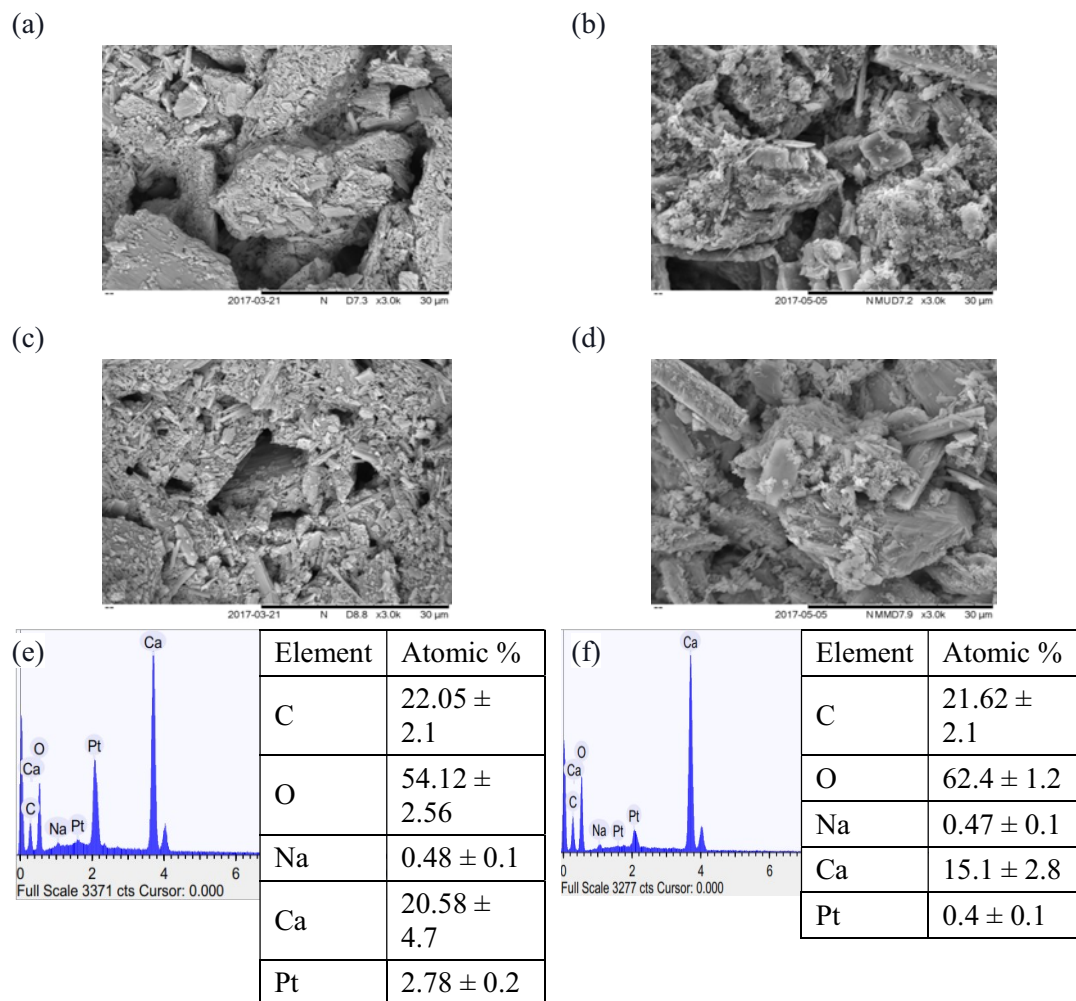 (a)
(b)
2017-03-21 N D7.3 x3.0k 30 µm
2017-05-05 N MUD7.2 x3.0k 30 µm
(c)
(d)
2017-03-21 N D8.8 x3.0k 30 µm
2017-05-05 N MMD7.9 x3.0k 30 µm
(e)
Ca
Pt
O
Ca
C
Na
Pt
0 2 4 6
Full Scale 3371 cts Cursor: 0.000
Element Atomic %
C 22.05 ±
2.1
O 54.12 ±
2.56
Na 0.48 ± 0.1
Ca 20.58 ±
4.7
Pt 2.78 ± 0.2
(f)
Ca
O
Ca
C
Na
Pt
Pt
0 2 4 6
Full Scale 3277 cts Cursor: 0.000
Element Atomic %
C 21.62 ±
2.1
O 62.4 ± 1.2
Na 0.47 ± 0.1
Ca 15.1 ± 2.8
Pt 0.4 ± 0.1